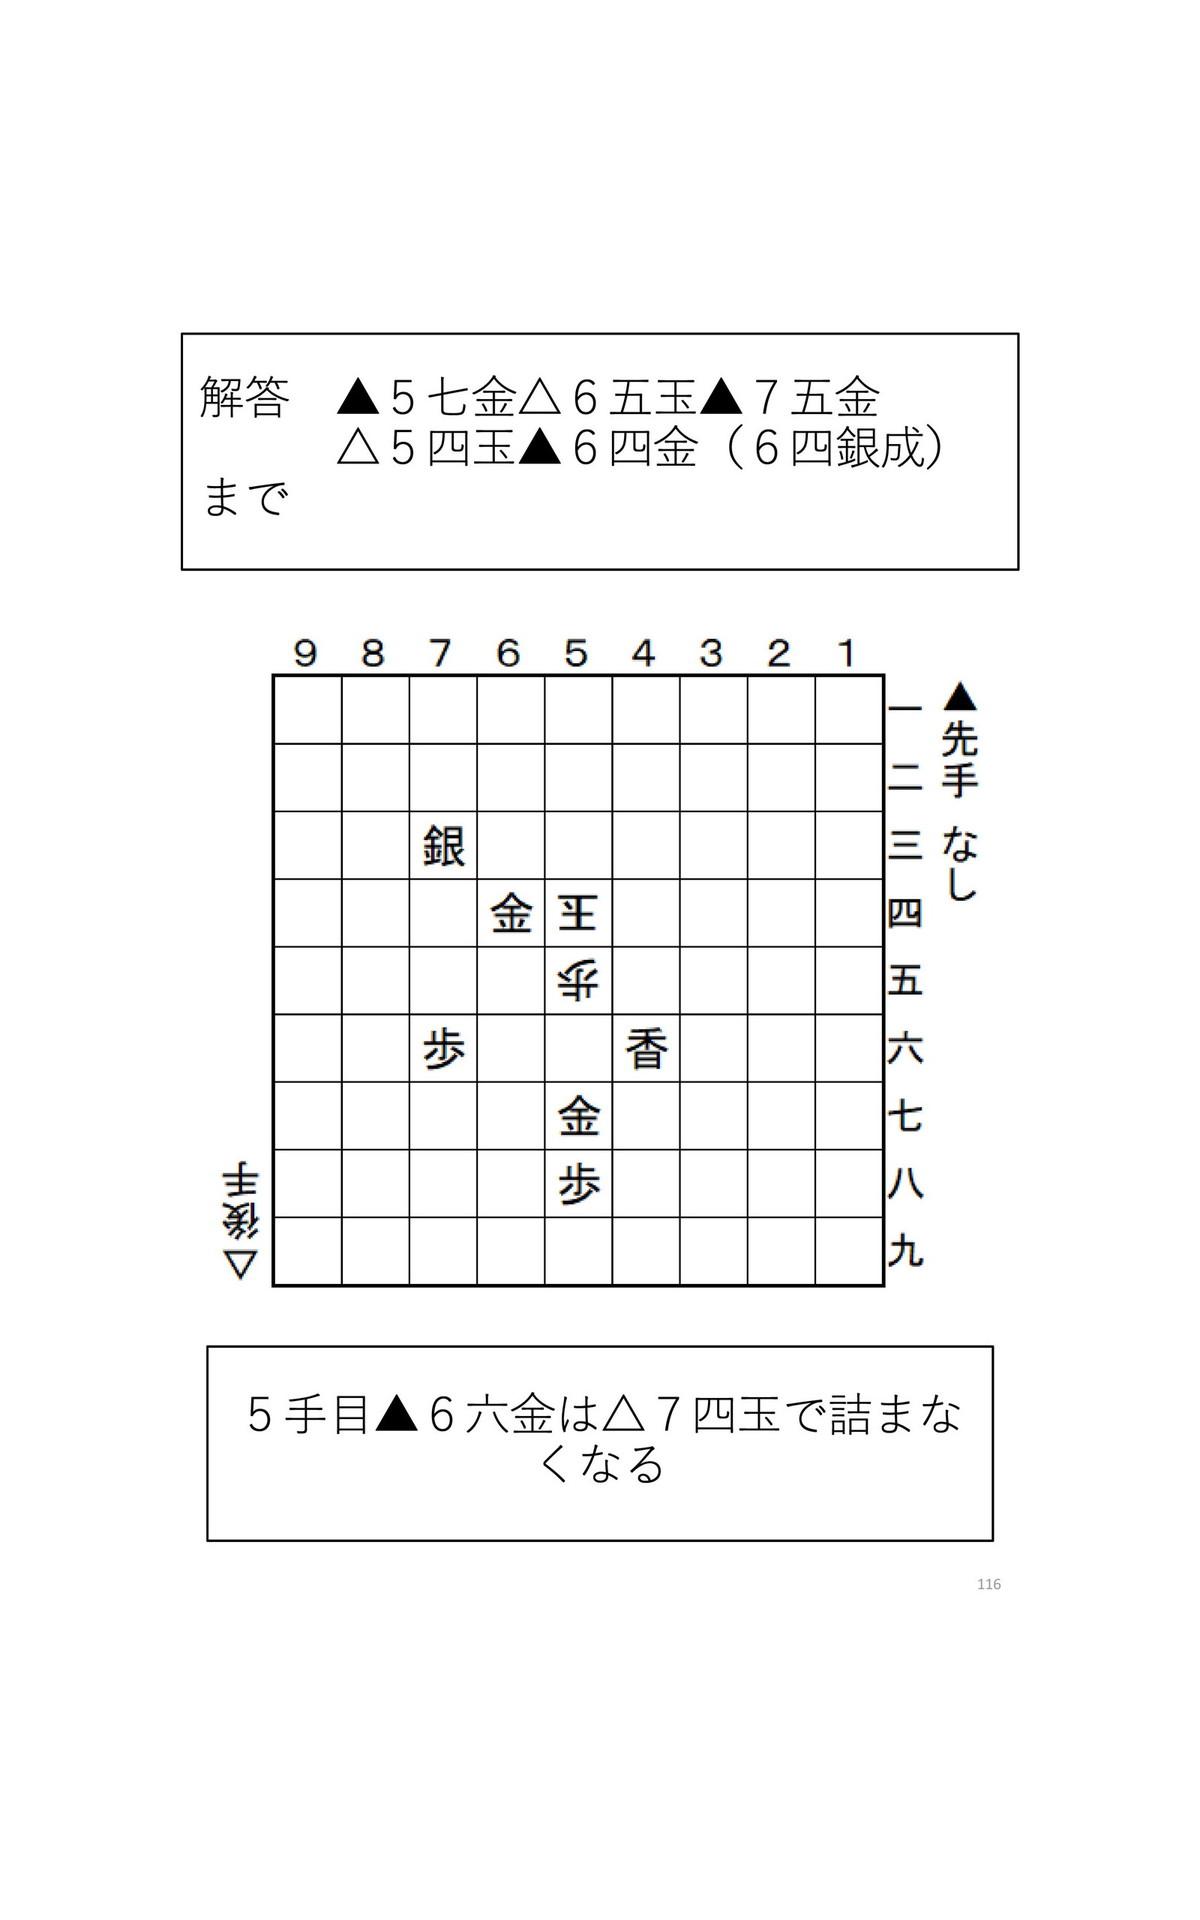 解答　▲５七金△６五玉▲７五金
△５四玉▲６四金（６四銀成）
まで
9 8 7 6 5 4 3 2 1
一
二
銀 三
金 王 四
歩 五
歩 香 六
金 七
歩 八
九
▲先手 なし
△後手
５手目▲６六金は△７四玉で詰まな
くなる
116